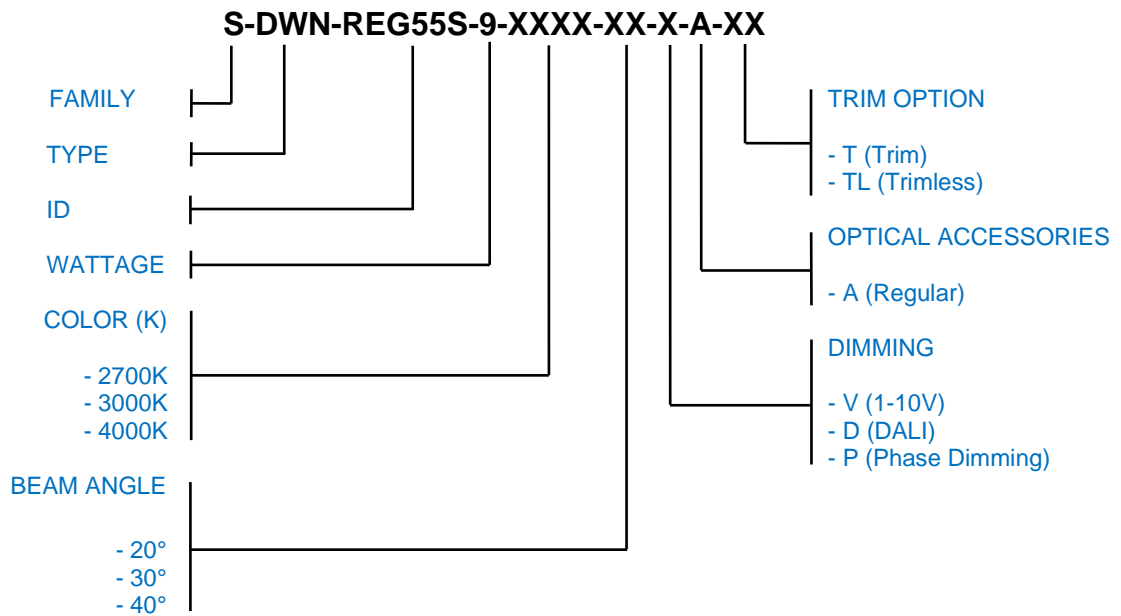 S-DWN-REG55S-9-XXXX-XX-X-A-XX
FAMILY
TYPE
ID
WATTAGE
COLOR (K)
- 2700K
- 3000K
- 4000K
BEAM ANGLE
- 20°
- 30°
- 40°
TRIM OPTION
- T (Trim)
- TL (Trimless)
OPTICAL ACCESSORIES
- A (Regular)
DIMMING
- V (1-10V)
- D (DALI)
- P (Phase Dimming)